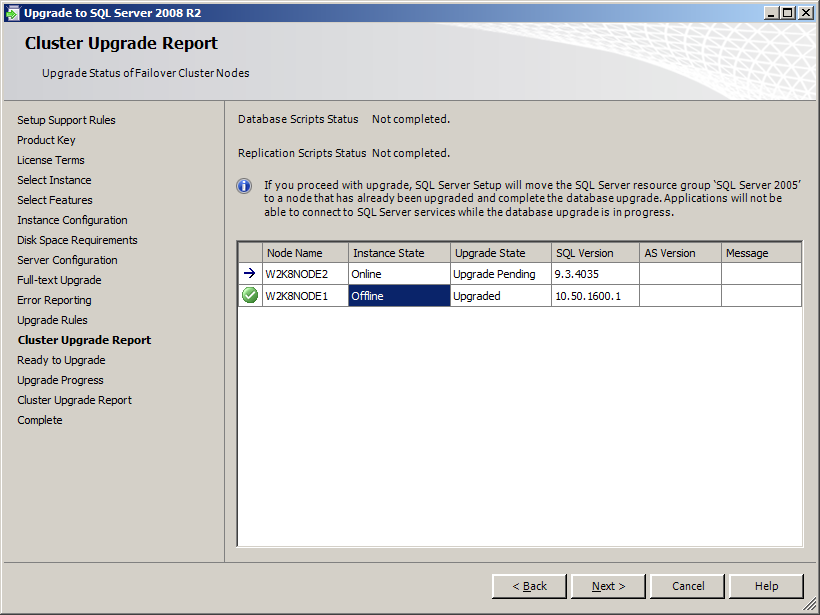 Upgrade to SQL Server 2008 R2
Cluster Upgrade Report
Upgrade Status of Failover Cluster Nodes
Setup Support Rules
Product Key
License Terms
Select Instance
Select Features
Instance Configuration
Disk Space Requirements
Server Configuration
Full-text Upgrade
Error Reporting
Upgrade Rules
Cluster Upgrade Report
Ready to Upgrade
Upgrade Progress
Cluster Upgrade Report
Complete
Database Scripts Status Not completed.
Replication Scripts Status Not completed.
If you proceed with upgrade, SQL Server Setup will move the SQL Server resource group 'SQL Server 2005'
to a node that has already been upgraded and complete the database upgrade. Applications will not be
able to connect to SQL Server services while the database upgrade is in progress.
Node Name Instance State Upgrade State SQL Version AS Version Message
W2K8NODE2 Online Upgrade Pending 9.3.4035
W2K8NODE1 Offline Upgraded 10.50.1600.1
< Back Next > Cancel Help